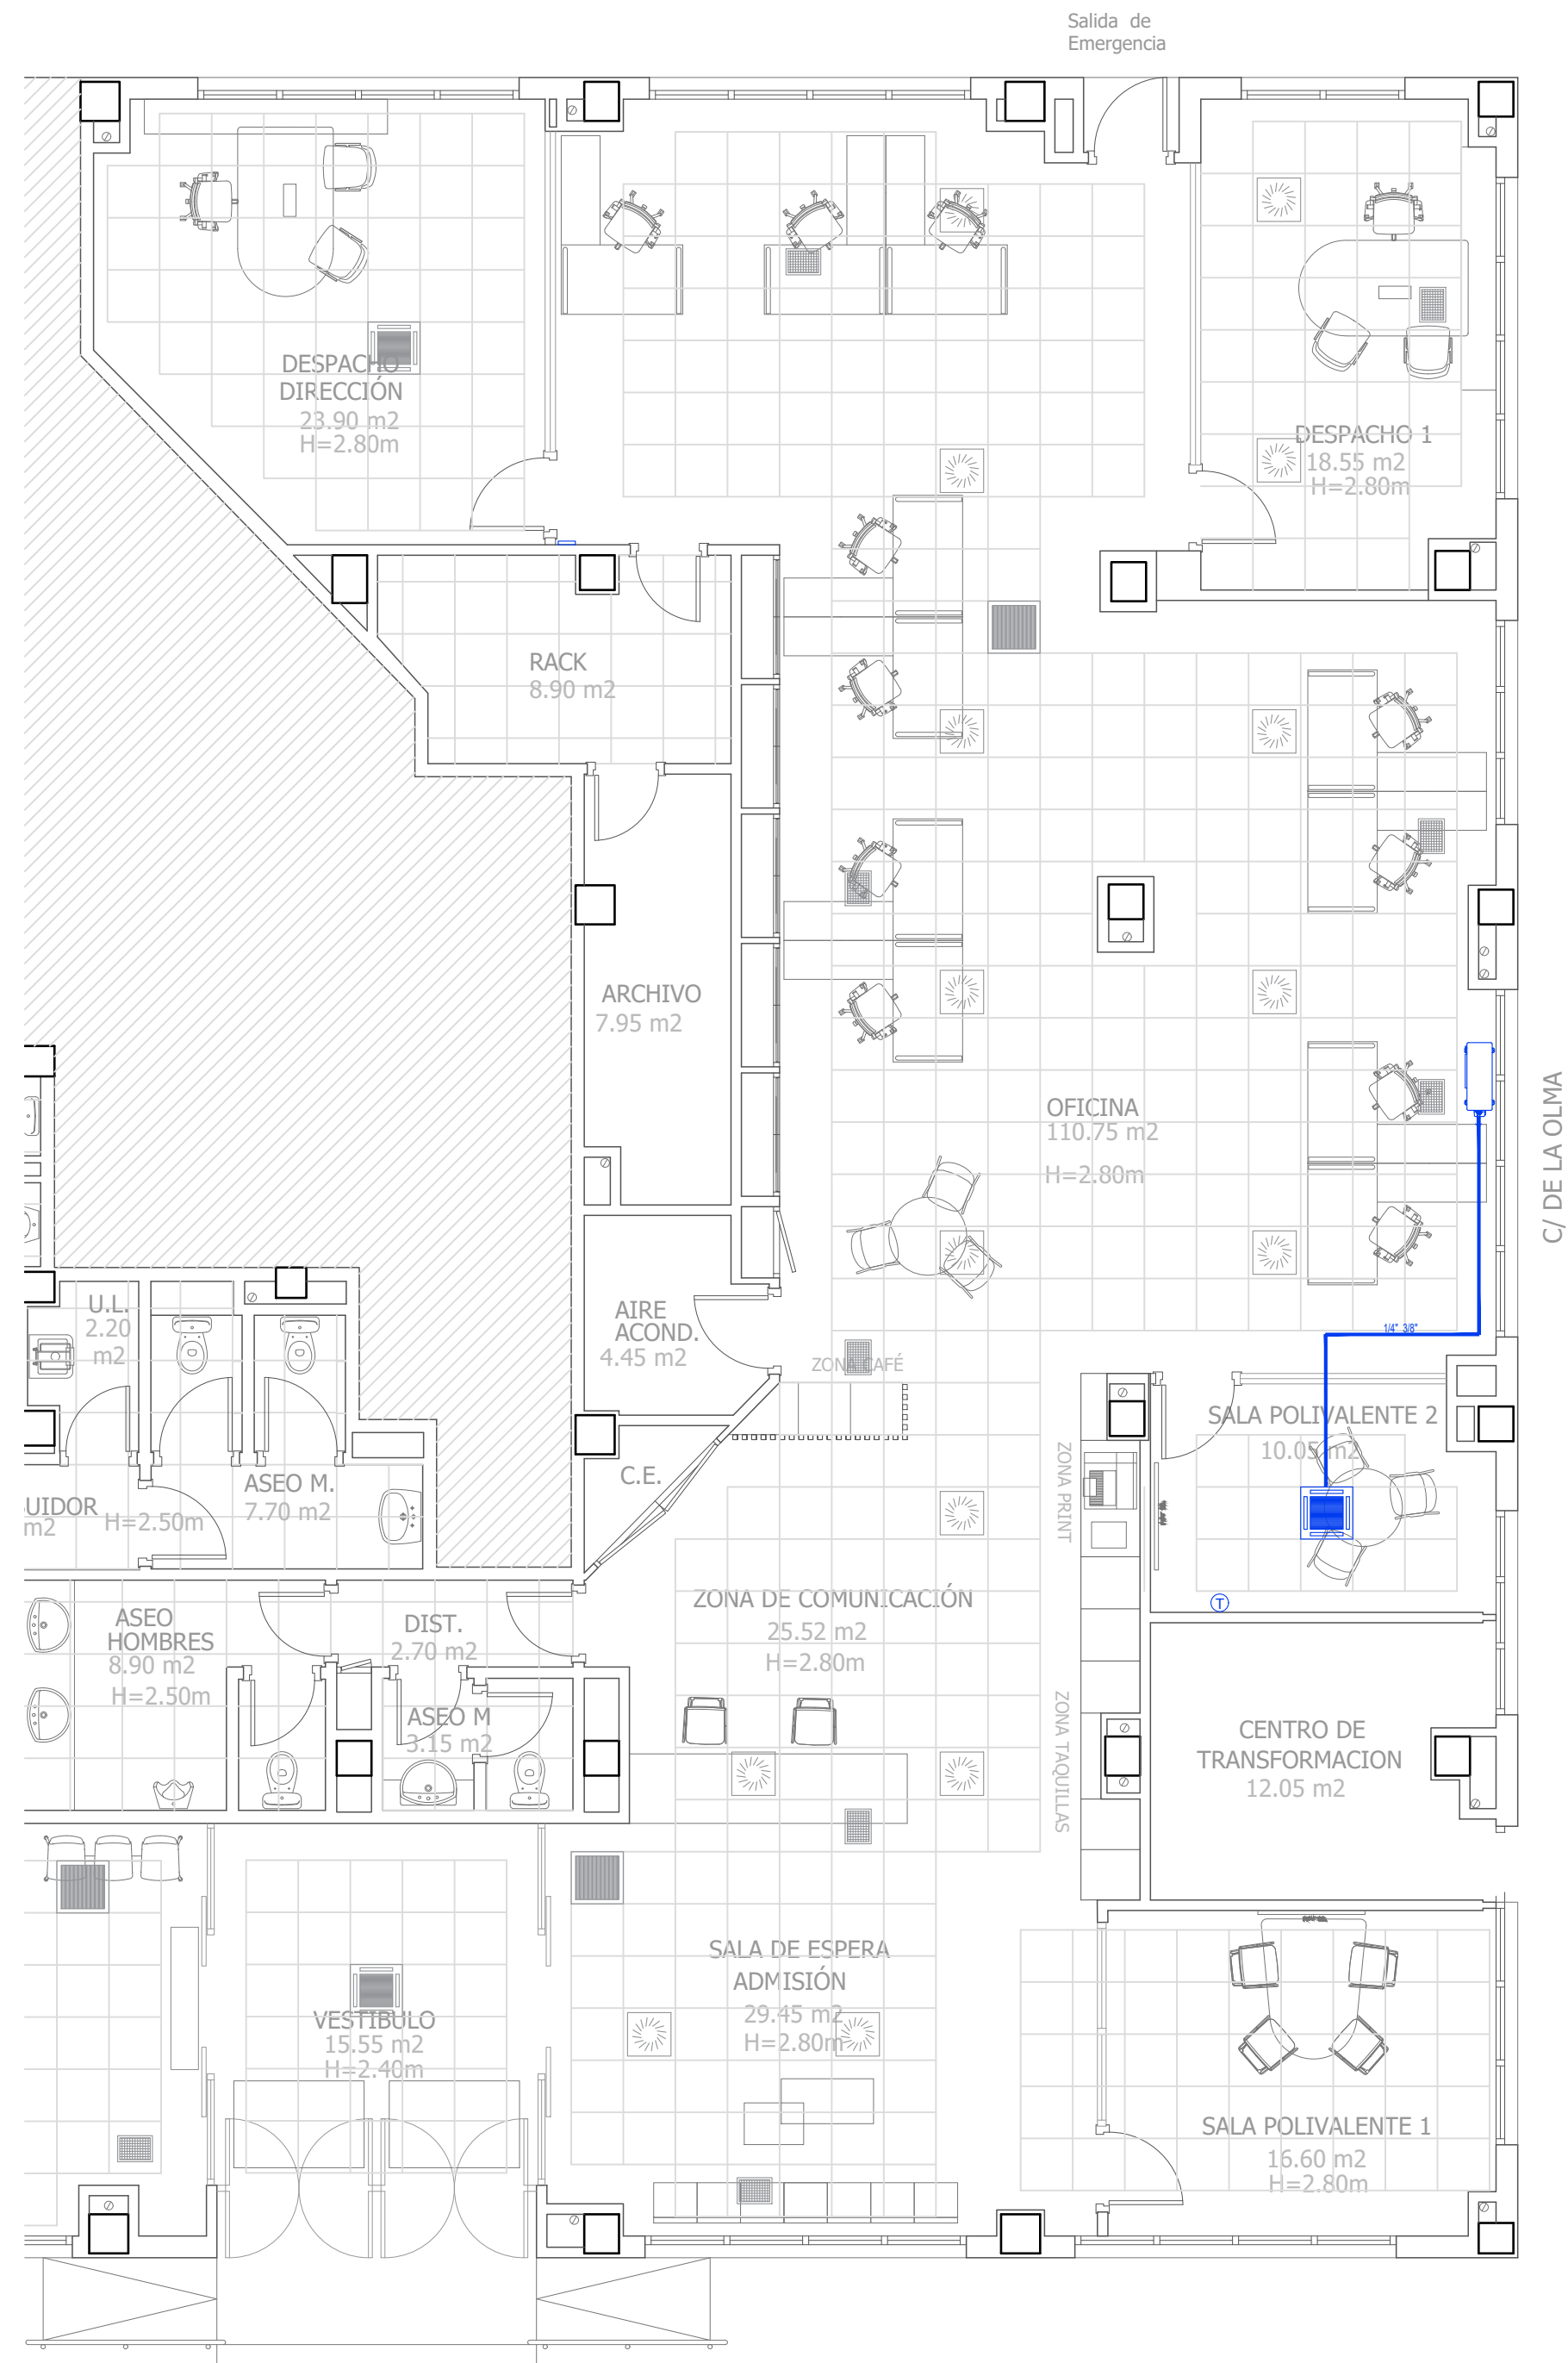 Salida de
Emergencia
DESPACHO
DIRECCIÓN
23.90 m2
H=2.80m
DESPACHO 1
18.55 m2
H=2.80m
RACK
8.90 m2
ARCHIVO
7.95 m2
OFICINA
110.75 m2
H=2.80m
C/ DE LA OLMA
U.L.
2.20
m2
AIRE
ACOND.
4.45 m2
ZONA CAFÉ
1/4" 3/8"
SALA POLIVALENTE 2
10.05 m2
C.E.
ZONA PRINT
ASEO M.
7.70 m2
UIDOR
m2
H=2.50m
T
ZONA DE COMUNICACIÓN
25.52 m2
H=2.80m
ASEO
HOMBRES
8.90 m2
H=2.50m
DIST.
2.70 m2
ASEO M
3.15 m2
ZONA TAQUILLAS
CENTRO DE
TRANSFORMACION
12.05 m2
SALA DE ESPERA
ADMISIÓN
29.45 m2
H=2.80m
VESTIBULO
15.55 m2
H=2.40m
SALA POLIVALENTE 1
16.60 m2
H=2.80m